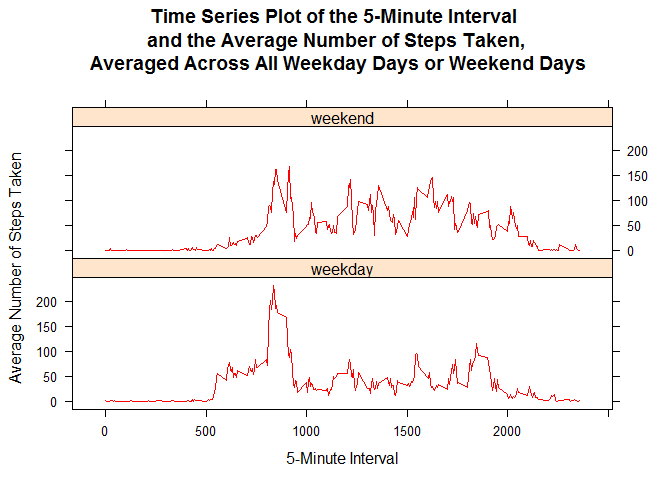 Time Series Plot of the 5-Minute Interval
and the Average Number of Steps Taken,
Averaged Across All Weekday Days or Weekend Days
weekend
200
150
100
50
0
Average Number of Steps Taken
weekday
200
150
100
50
0
0 500 1000 1500 2000
5-Minute Interval